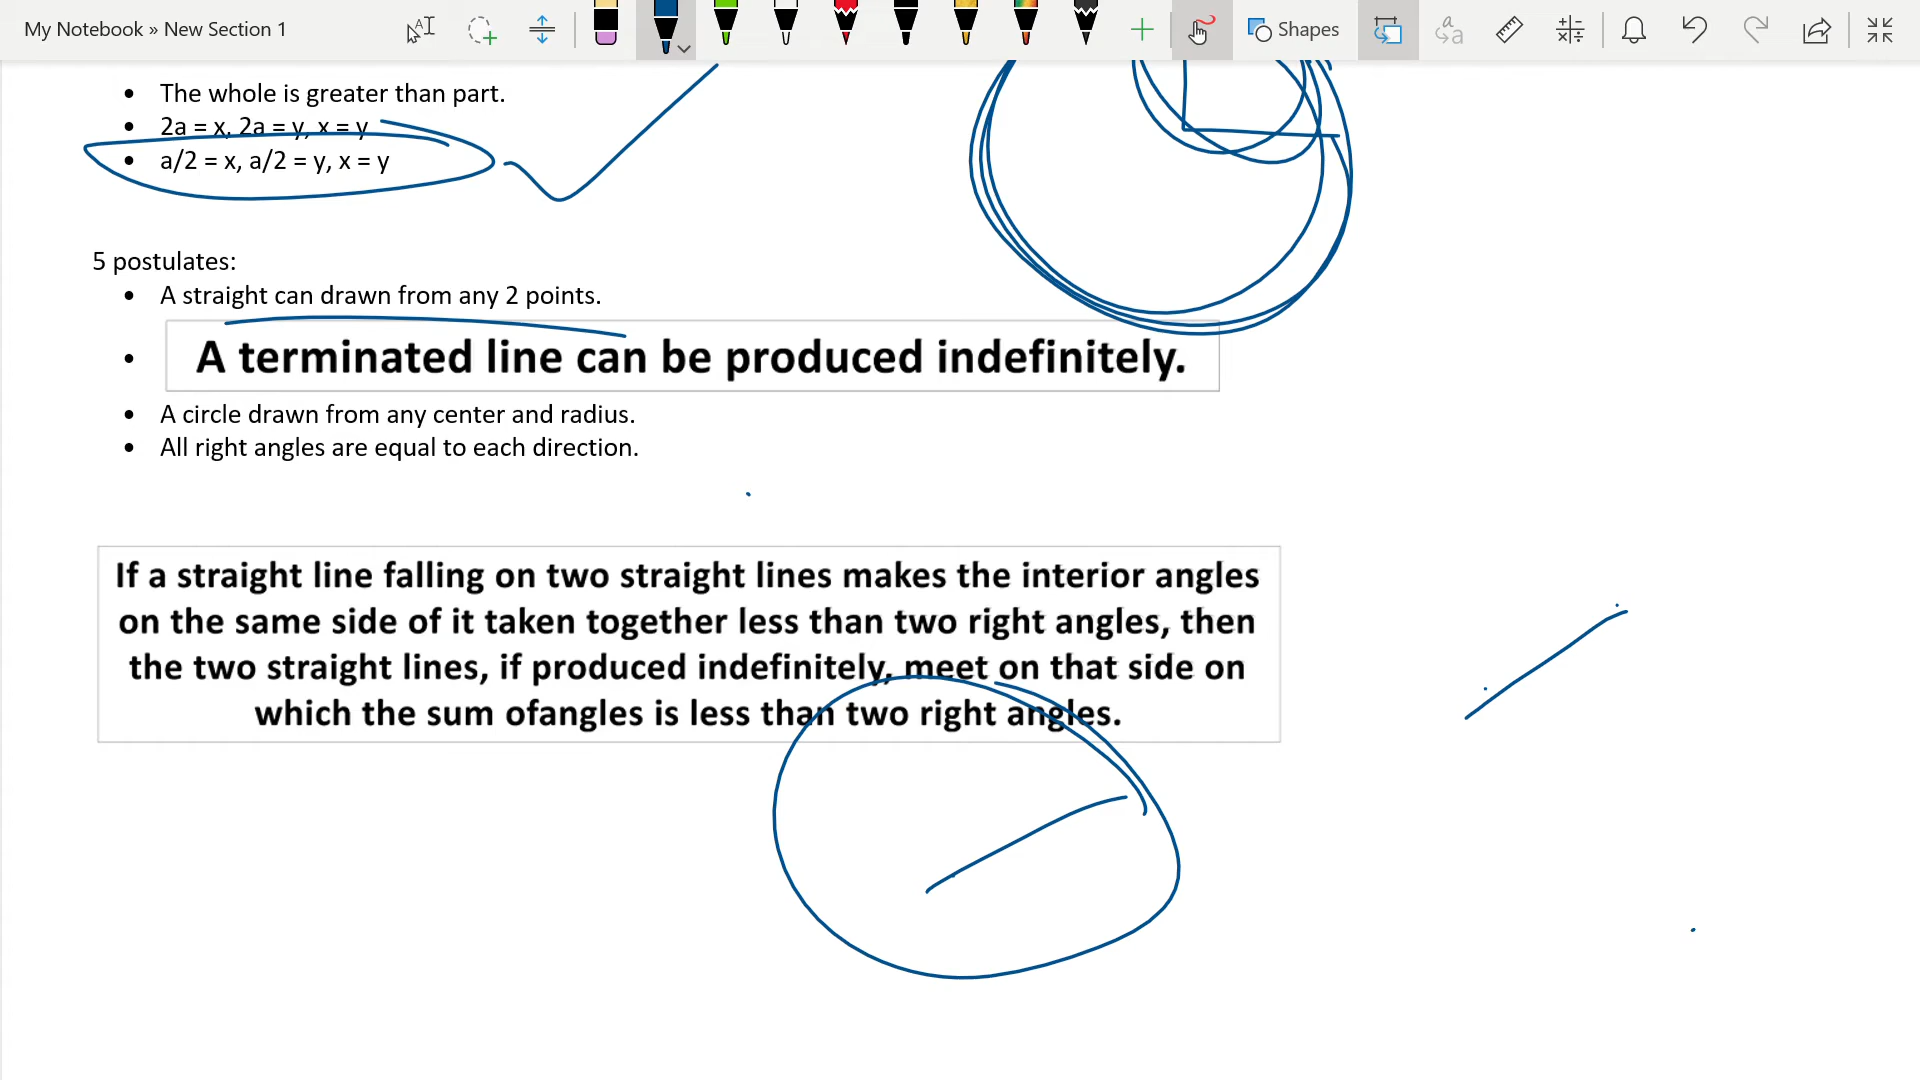 My Notebook » New Section 1
Shapes
• The whole is greater than part.
• 2a = x, 2a = y, x = y
• a/2 = x, a/2 = y, x = y
5 postulates:
• A straight can drawn from any 2 points.
• A terminated line can be produced indefinitely.
• A circle drawn from any center and radius.
• All right angles are equal to each direction.
If a straight line falling on two straight lines makes the interior angles
on the same side of it taken together less than two right angles, then
the two straight lines, if produced indefinitely, meet on that side on
which the sum ofangles is less than two right angles.